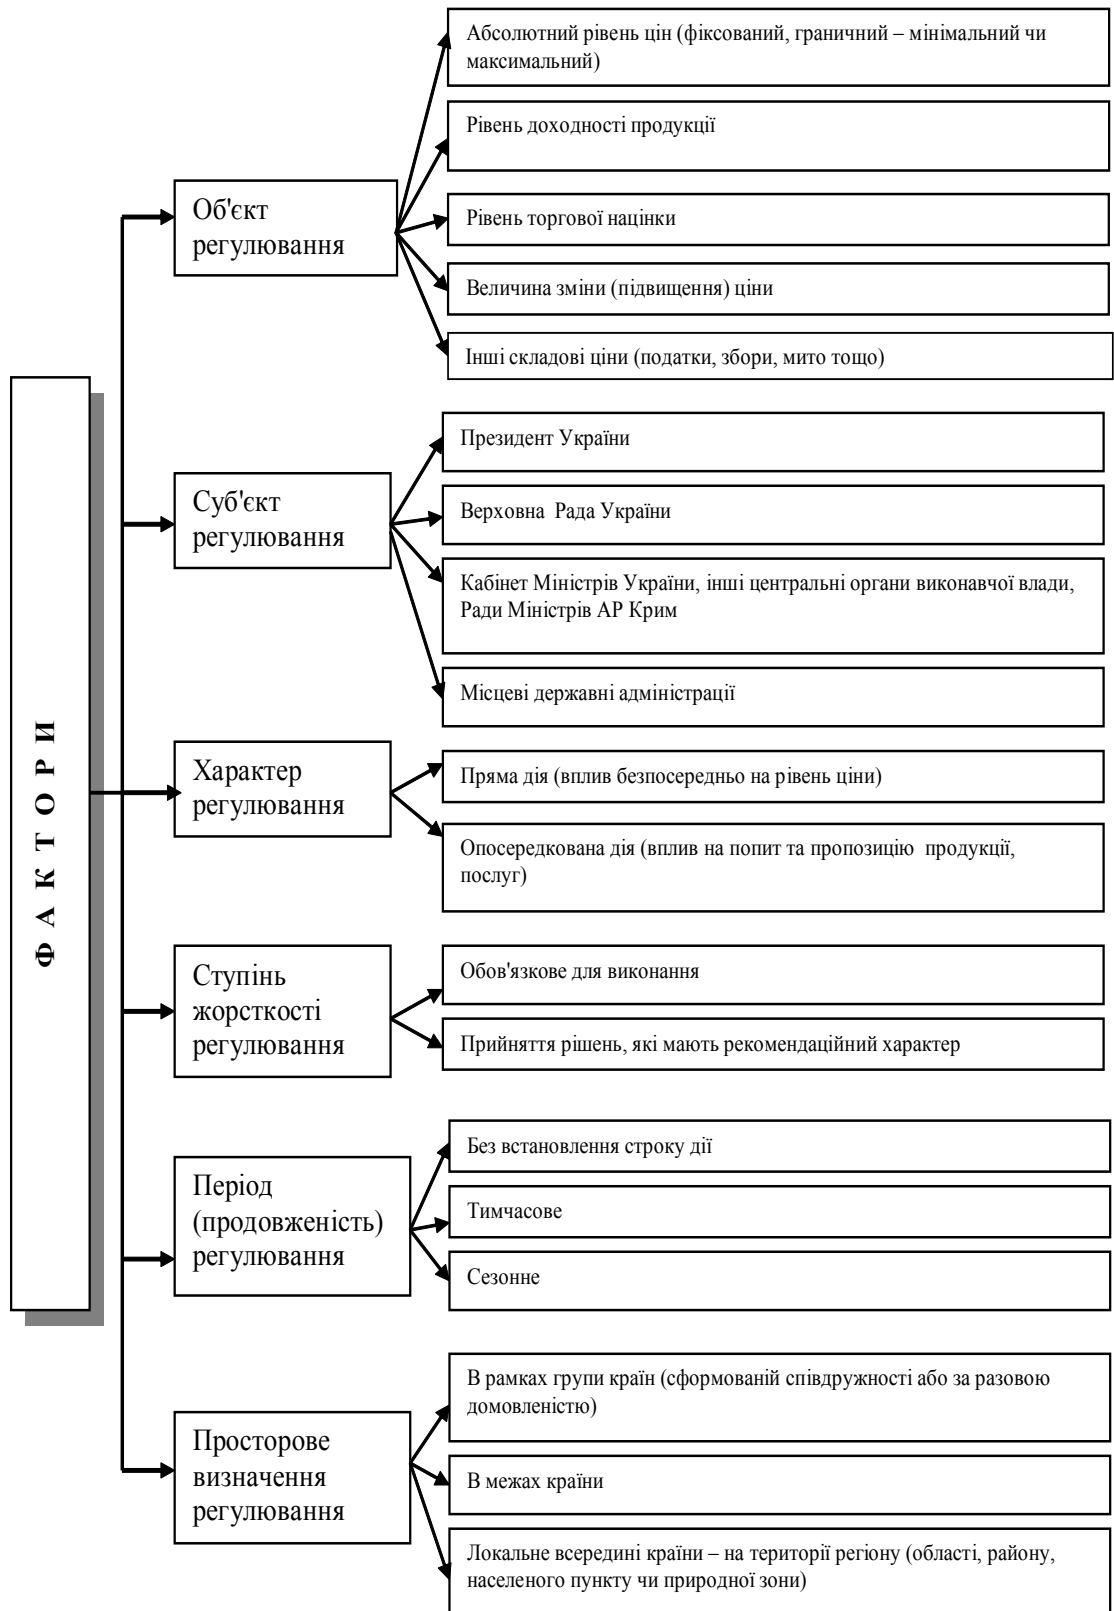 ФАКТОРИ
Об'єкт
регулювання
Абсолютний рівень цін (фіксований, граничний – мінімальний чи
максимальний)
Рівень доходності продукції
Рівень торгової націнки
Величина зміни (підвищення) ціни
Інші складові ціни (податки, збори, мито тощо)
Суб'єкт
регулювання
Президент України
Верховна Рада України
Кабінет Міністрів України, інші центральні органи виконавчої влади,
Ради Міністрів АР Крим
Місцеві державні адміністрації
Характер
регулювання
Пряма дія (вплив безпосередньо на рівень ціни)
Опосередкована дія (вплив на попит та пропозицію продукції,
послуг)
Ступінь
жорсткості
регулювання
Обов'язкове для виконання
Прийняття рішень, які мають рекомендаційний характер
Період
(продовженість)
регулювання
Без встановлення строку дії
Тимчасове
Сезонне
Просторове
визначення
регулювання
В рамках групи країн (сформованій співдружності або за разовою
домовленістю)
В межах країни
Локальне всередині країни – на території регіону (області, району,
населеного пункту чи природної зони)